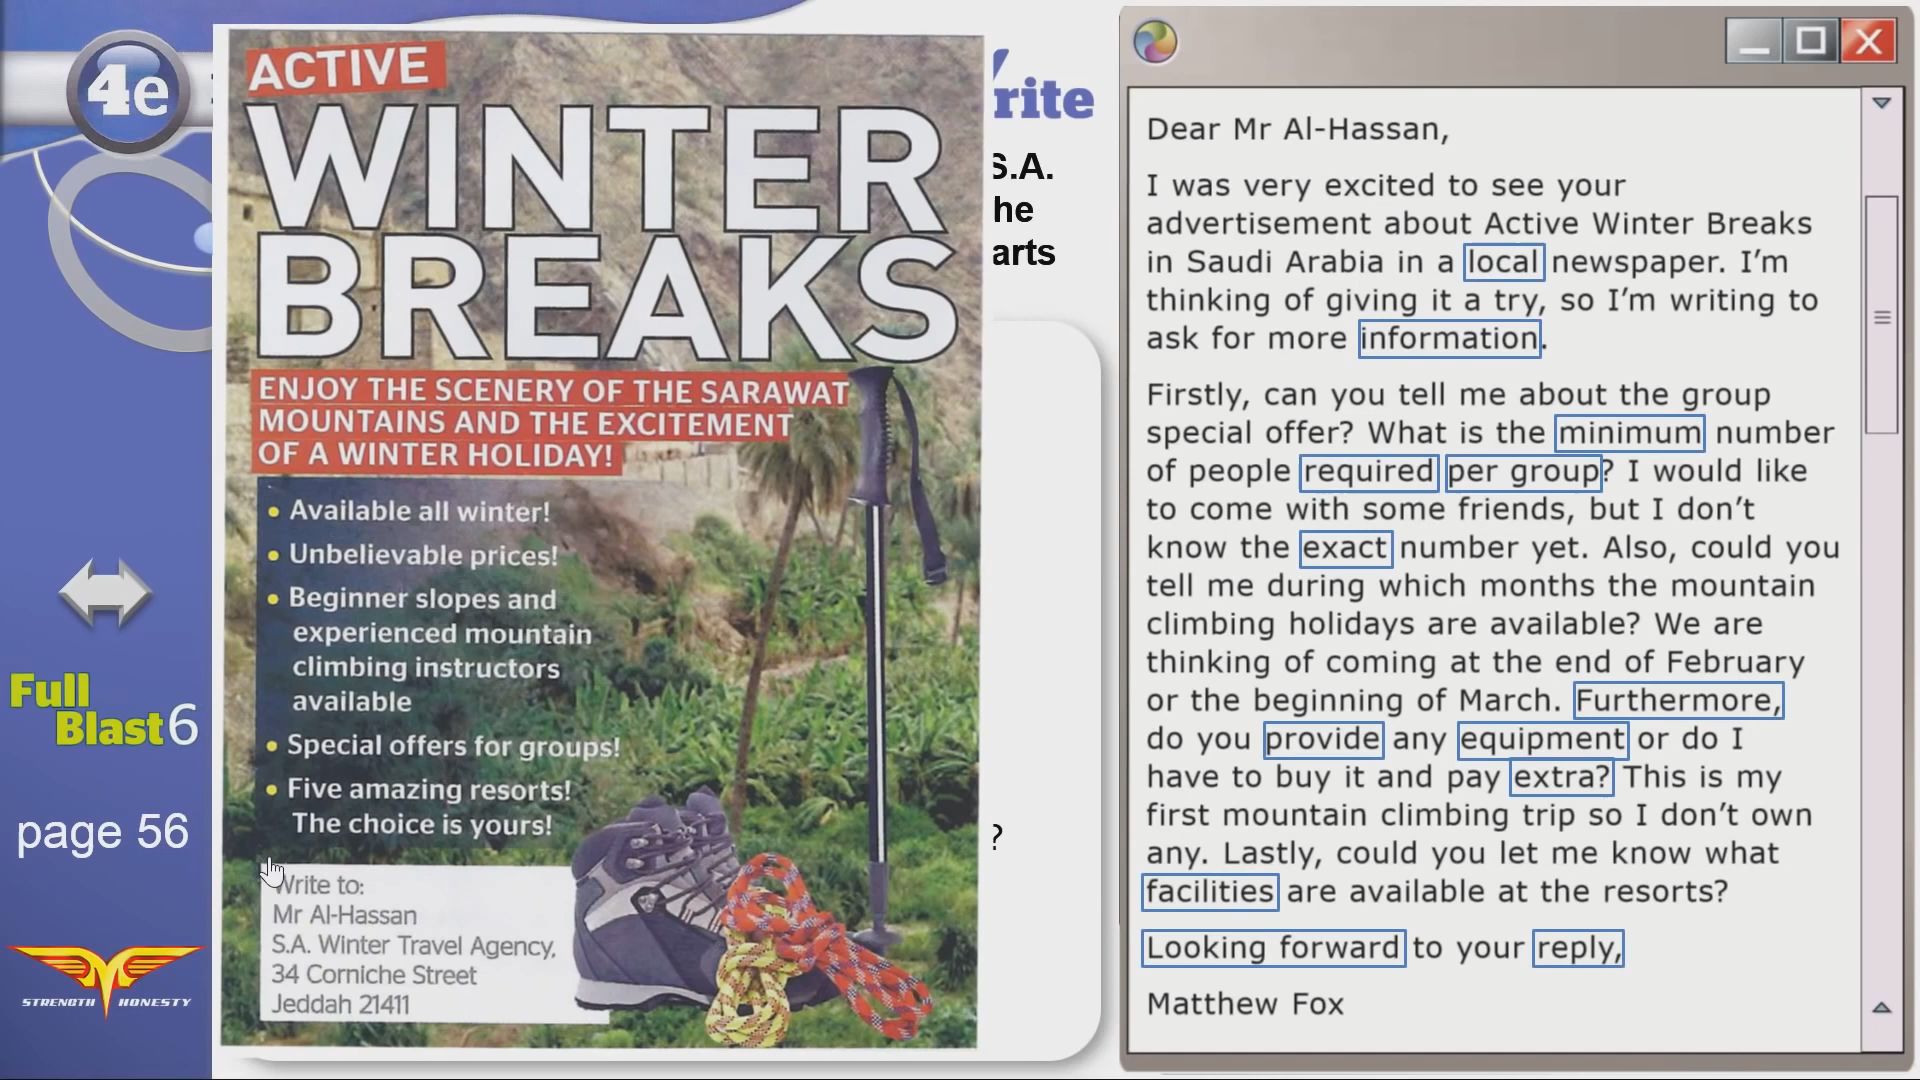 4e
rite
S.A.
he
arts
?
Full
Blast 6
page 56
STRENGTH HONESTY
ACTIVE
WINTER
BREAKS
ENJOY THE SCENERY OF THE SARAWAT
MOUNTAINS AND THE EXCITEMENT
OF A WINTER HOLIDAY!
• Available all winter!
• Unbelievable prices!
• Beginner slopes and
experienced mountain
climbing instructors
available
• Special offers for groups!
• Five amazing resorts!
The choice is yours!
Write to:
Mr Al-Hassan
S.A. Winter Travel Agency,
34 Corniche Street
Jeddah 21411
Dear Mr Al-Hassan,
I was very excited to see your
advertisement about Active Winter Breaks
in Saudi Arabia in a local newspaper. I’m
thinking of giving it a try, so I’m writing to
ask for more information.
Firstly, can you tell me about the group
special offer? What is the minimum number
of people required per group? I would like
to come with some friends, but I don’t
know the exact number yet. Also, could you
tell me during which months the mountain
climbing holidays are available? We are
thinking of coming at the end of February
or the beginning of March. Furthermore,
do you provide any equipment or do I
have to buy it and pay extra? This is my
first mountain climbing trip so I don’t own
any. Lastly, could you let me know what
facilities are available at the resorts?
Looking forward to your reply,
Matthew Fox